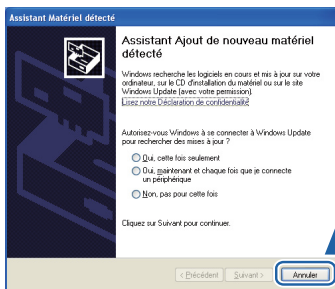 Assistant Matériel détecté
Assistant Ajout de nouveau matériel
détecté
Windows recherche les logiciels en cours et mis à jour sur votre
ordinateur, sur le CD d'installation du matériel ou sur le site
Windows Update (avec votre permission).
Lisez notre Déclaration de confidentialité
Autorisez-vous Windows à se connecter à Windows Update
pour rechercher des mises à jour ?
Oui, cette fois seulement
Oui, maintenant et chaque fois que je connecte
un périphérique
Non, pas pour cette fois
Cliquez sur Suivant pour continuer.
< Précédent
Suivant >
Annuler